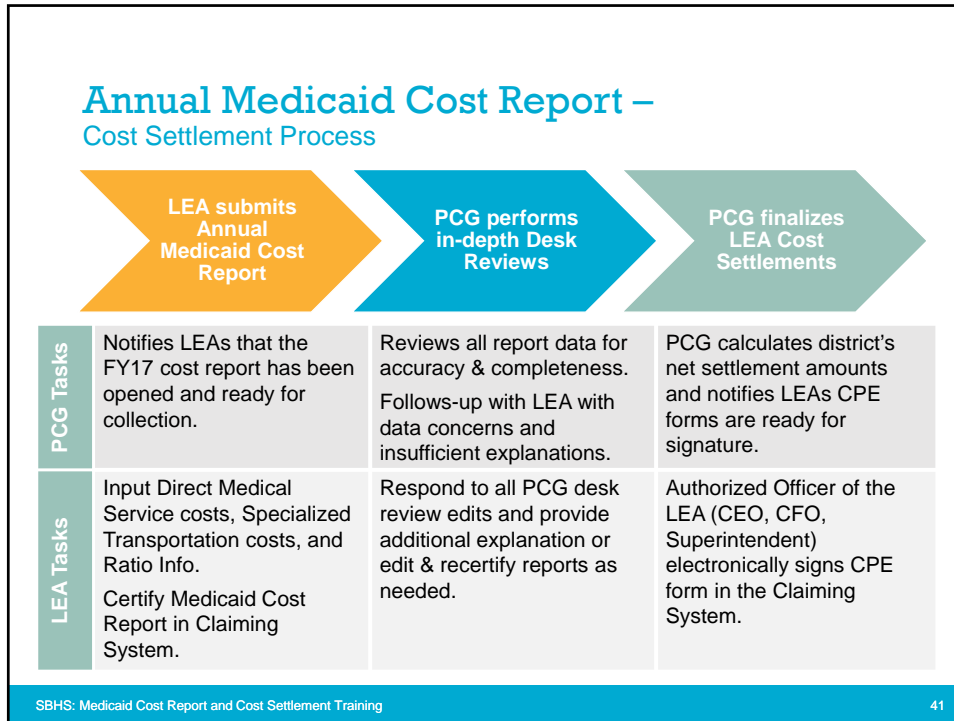 Annual Medicaid Cost Report –
Cost Settlement Process
LEA submits
Annual
Medicaid Cost
Report
PCG performs
in-depth Desk
Reviews
PCG finalizes
LEA Cost
Settlements
PCG Tasks
Notifies LEAs that the
FY17 cost report has been
opened and ready for
collection.
Reviews all report data for
accuracy & completeness.
Follows-up with LEA with
data concerns and
insufficient explanations.
PCG calculates district's
net settlement amounts
and notifies LEAs CPE
forms are ready for
signature.
LEA Tasks
Input Direct Medical
Service costs, Specialized
Transportation costs, and
Ratio Info.
Certify Medicaid Cost
Report in Claiming
System.
Respond to all PCG desk
review edits and provide
additional explanation or
edit & recertify reports as
needed.
Authorized Officer of the
LEA (CEO, CFO,
Superintendent)
electronically signs CPE
form in the Claiming
System.
SBHS: Medicaid Cost Report and Cost Settlement Training
41